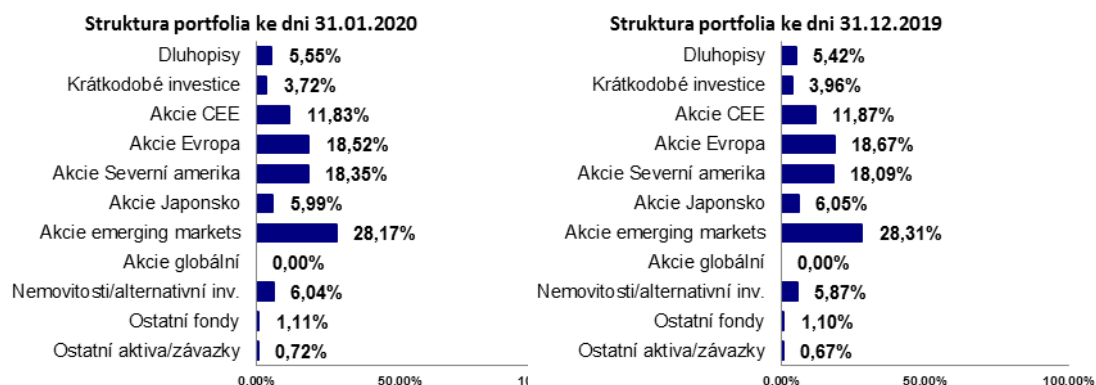 Struktura portfolia ke dni 31.01.2020
Dluhopisy 5,55%
Krátkodobé investice 3,72%
Akcie CEE 11,83%
Akcie Evropa 18,52%
Akcie Severní amerika 18,35%
Akcie Japonsko 5,99%
Akcie emerging markets 28,17%
Akcie globální 0,00%
Nemovitosti/alternativní inv. 6,04%
Ostatní fondy 1,11%
Ostatní aktiva/závazky 0,72%
0.00% 50.00% 10
Struktura portfolia ke dni 31.12.2019
Dluhopisy 5,42%
Krátkodobé investice 3,96%
Akcie CEE 11,87%
Akcie Evropa 18,67%
Akcie Severní amerika 18,09%
Akcie Japonsko 6,05%
Akcie emerging markets 28,31%
Akcie globální 0,00%
Nemovitosti/alternativní inv. 5,87%
Ostatní fondy 1,10%
Ostatní aktiva/závazky 0,67%
0.00% 50.00% 100.00%